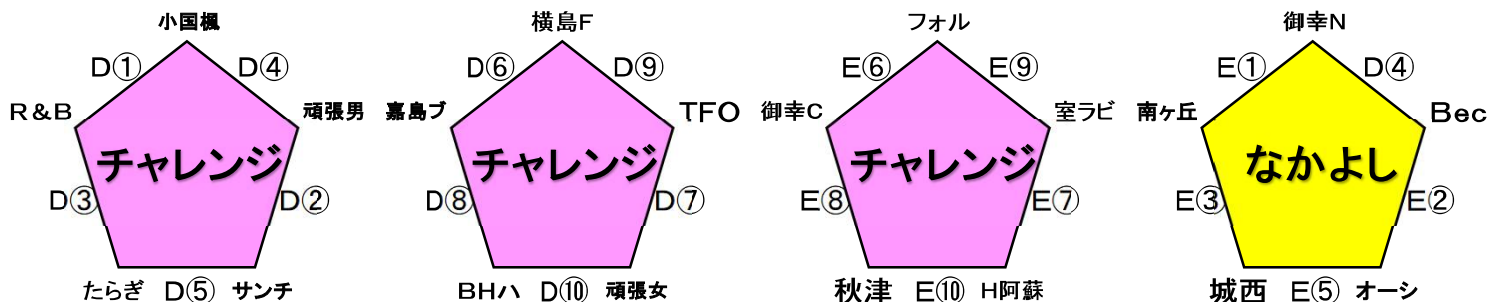 小国楓 横島F フォル 御幸N
D① D④ D⑥ D⑨ E⑥ E⑨ E① D④
R&B 頑張男 嘉島ブ TFO 御幸C 室ラビ 南ヶ丘 Bec
チャレンジ チャレンジ チャレンジ なかよし
D③ D② D⑧ D⑦ E⑧ E⑦ E③ E②
たらぎ D⑤ サンチ BHハ D⑩ 頑張女 秋津 E⑩ H阿蘇 城西 E⑤ オーシ